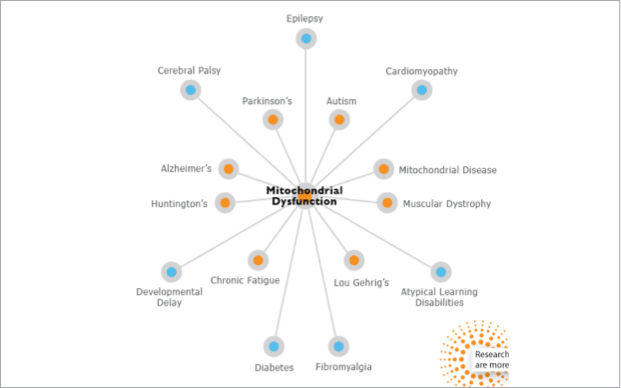 Epilepsy
Cerebral Palsy
Cardiomyopathy
Parkinson's
Autism
Alzheimer's
Mitochondrial Disease
Mitochondrial
Dysfunction
Huntington's
Muscular Dystrophy
Chronic Fatigue
Lou Gehrig's
Developmental
Delay
Atypical Learning
Disabilities
Diabetes
Fibromyalgia
Research
are more